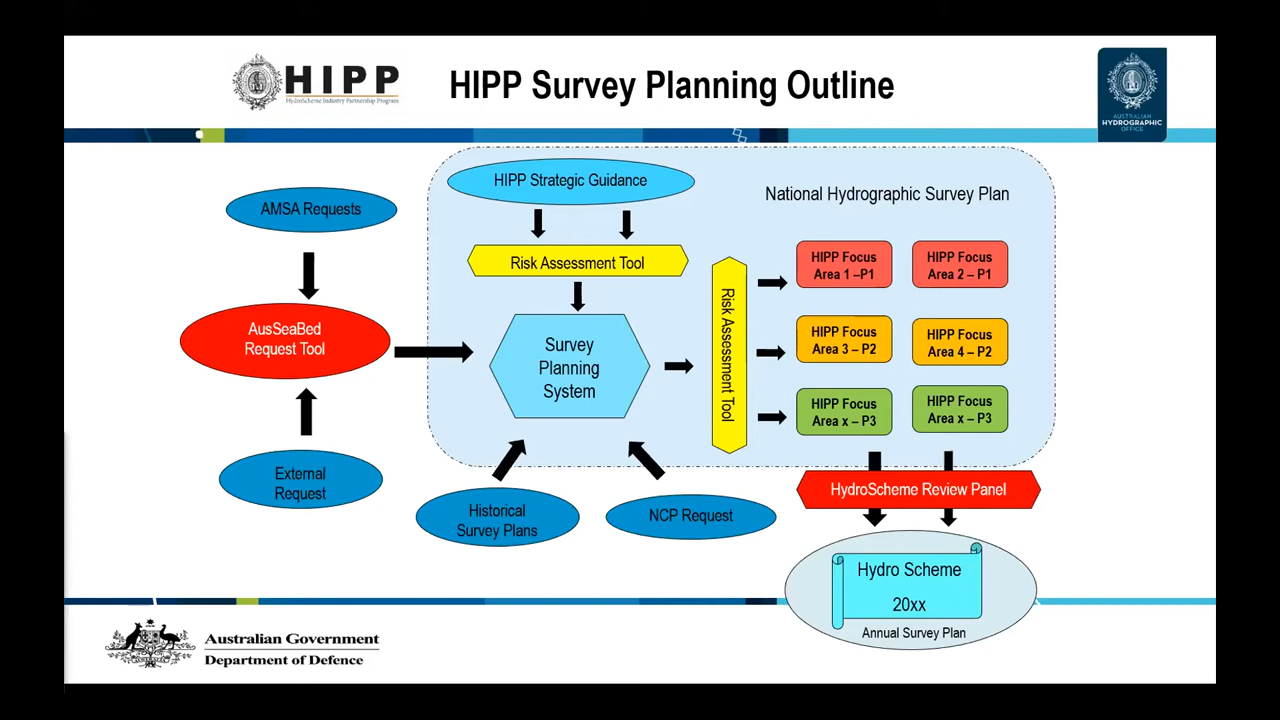 HIPP
HydroScheme Industry Partnership Program
HIPP Survey Planning Outline
AUSTRALIAN
HYDROGRAPHIC
OFFICE
HIPP Strategic Guidance
National Hydrographic Survey Plan
AMSA Requests
Risk Assessment Tool
HIPP Focus
Area 1 –P1
HIPP Focus
Area 2 – P1
AusSeaBed
Request Tool
Survey
Planning
System
Risk Assessment Tool
HIPP Focus
Area 3 – P2
HIPP Focus
Area 4 – P2
HIPP Focus
Area x – P3
HIPP Focus
Area x – P3
External
Request
Historical
Survey Plans
NCP Request
HydroScheme Review Panel
Hydro Scheme
20xx
Annual Survey Plan
Australian Government
Department of Defence